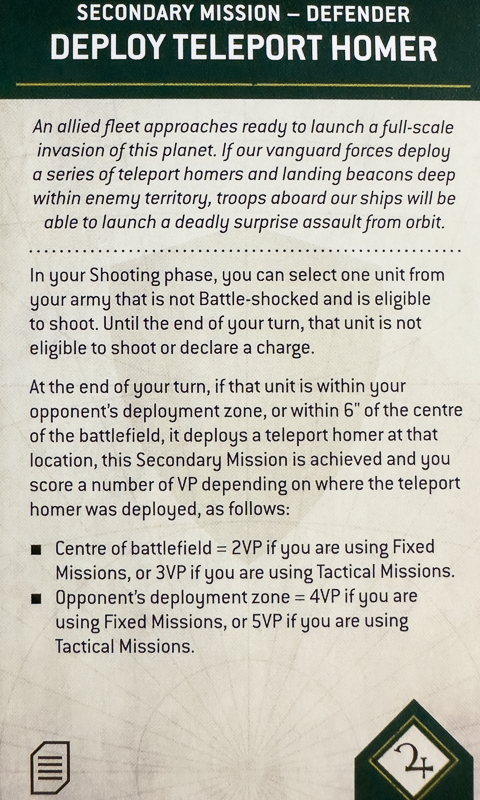 SECONDARY MISSION – DEFENDER
DEPLOY TELEPORT HOMER
An allied fleet approaches ready to launch a full-scale
invasion of this planet. If our vanguard forces deploy
a series of teleport homers and landing beacons deep
within enemy territory, troops aboard our ships will be
able to launch a deadly surprise assault from orbit.
In your Shooting phase, you can select one unit from
your army that is not Battle-shocked and is eligible
to shoot. Until the end of your turn, that unit is not
eligible to shoot or declare a charge.
At the end of your turn, if that unit is within your
opponent's deployment zone, or within 6" of the centre
of the battlefield, it deploys a teleport homer at that
location, this Secondary Mission is achieved and you
score a number of VP depending on where the teleport
homer was deployed, as follows:
■ Centre of battlefield = 2VP if you are using Fixed
Missions, or 3VP if you are using Tactical Missions.
■ Opponent's deployment zone = 4VP if you are
using Fixed Missions, or 5VP if you are using
Tactical Missions.